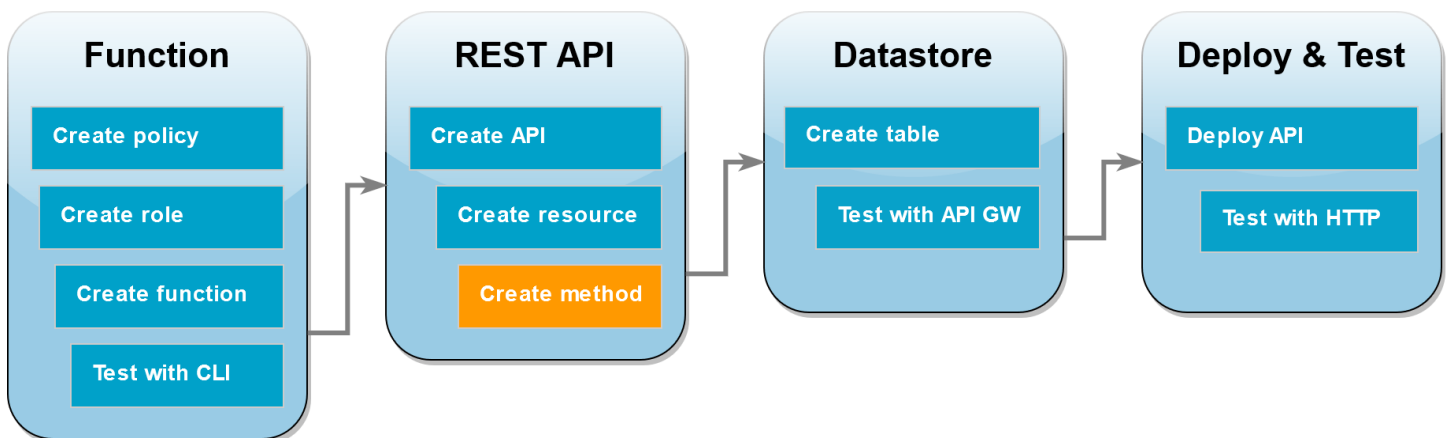 Function
Create policy
Create role
Create function
Test with CLI
REST API
Create API
Create resource
Create method
Datastore
Create table
Test with API GW
Deploy & Test
Deploy API
Test with HTTP